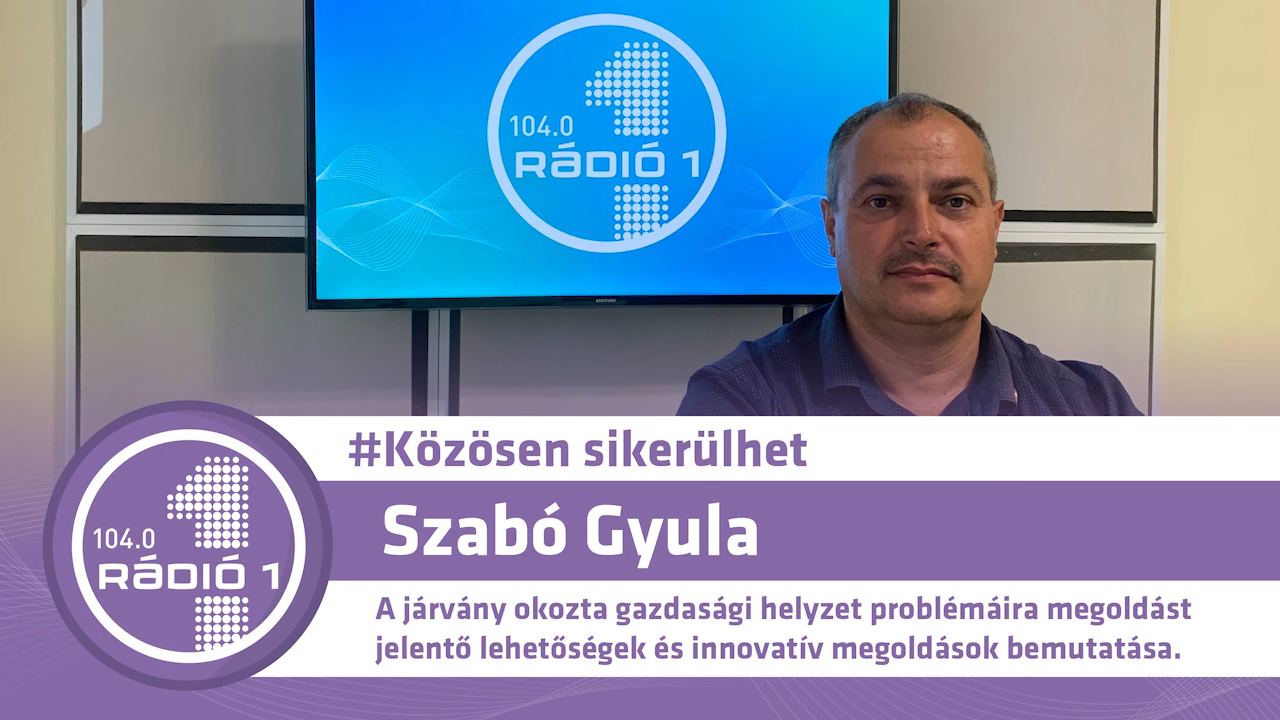 104.0
RÁDIÓ 1
SAMSUNG
#Közösen sikerülhet
Szabó Gyula
104.0
RÁDIÓ 1
A járvány okozta gazdasági helyzet problémáira megoldást
jelentő lehetőségek és innovatív megoldások bemutatása.